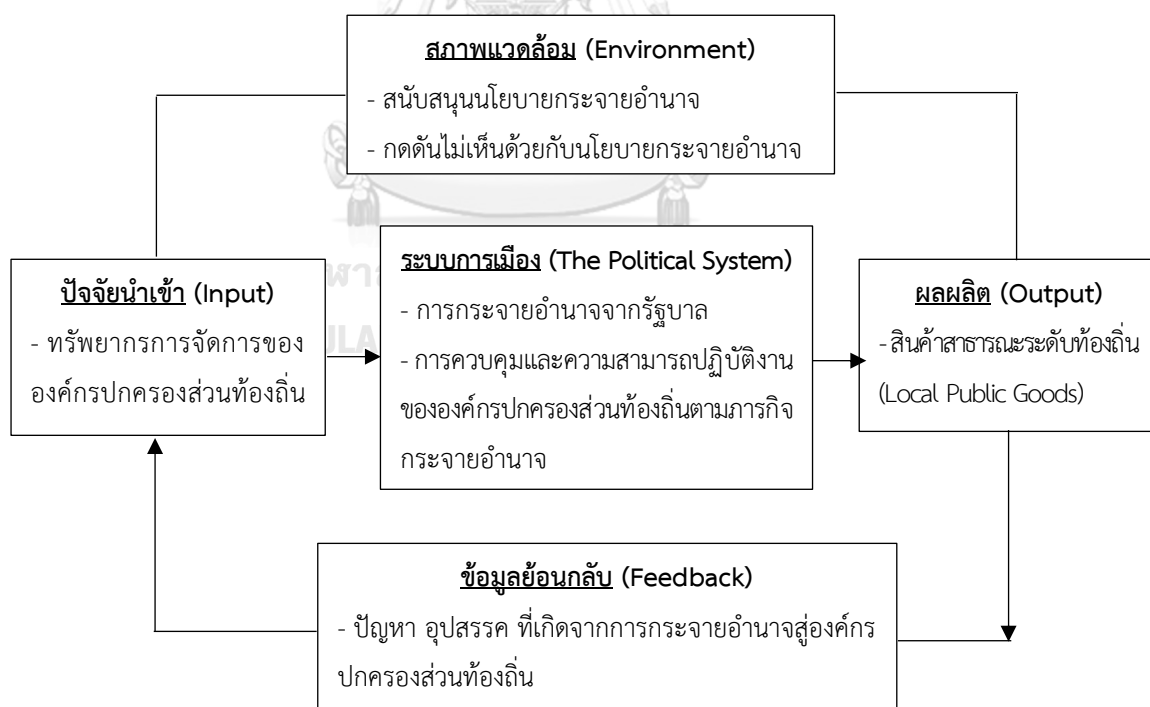 สภาพแวดล้อม (Environment)
- สนับสนุนนโยบายกระจายอำนาจ
- กดดันไม่เห็นด้วยกับนโยบายกระจายอำนาจ
ปัจจัยนำเข้า (Input)
- ทรัพยากรการจัดการของ
องค์กรปกครองส่วนท้องถิ่น
ระบบการเมือง (The Political System)
- การกระจายอำนาจจากรัฐบาล
- การควบคุมและความสามารถปฏิบัติงาน
ขององค์กรปกครองส่วนท้องถิ่นตามภารกิจ
กระจายอำนาจ
ผลผลิต (Output)
- สินค้าสาธารณะระดับท้องถิ่น
(Local Public Goods)
ข้อมูลย้อนกลับ (Feedback)
- ปัญหา อุปสรรค ที่เกิดจากการกระจายอำนาจสู่องค์กร
ปกครองส่วนท้องถิ่น